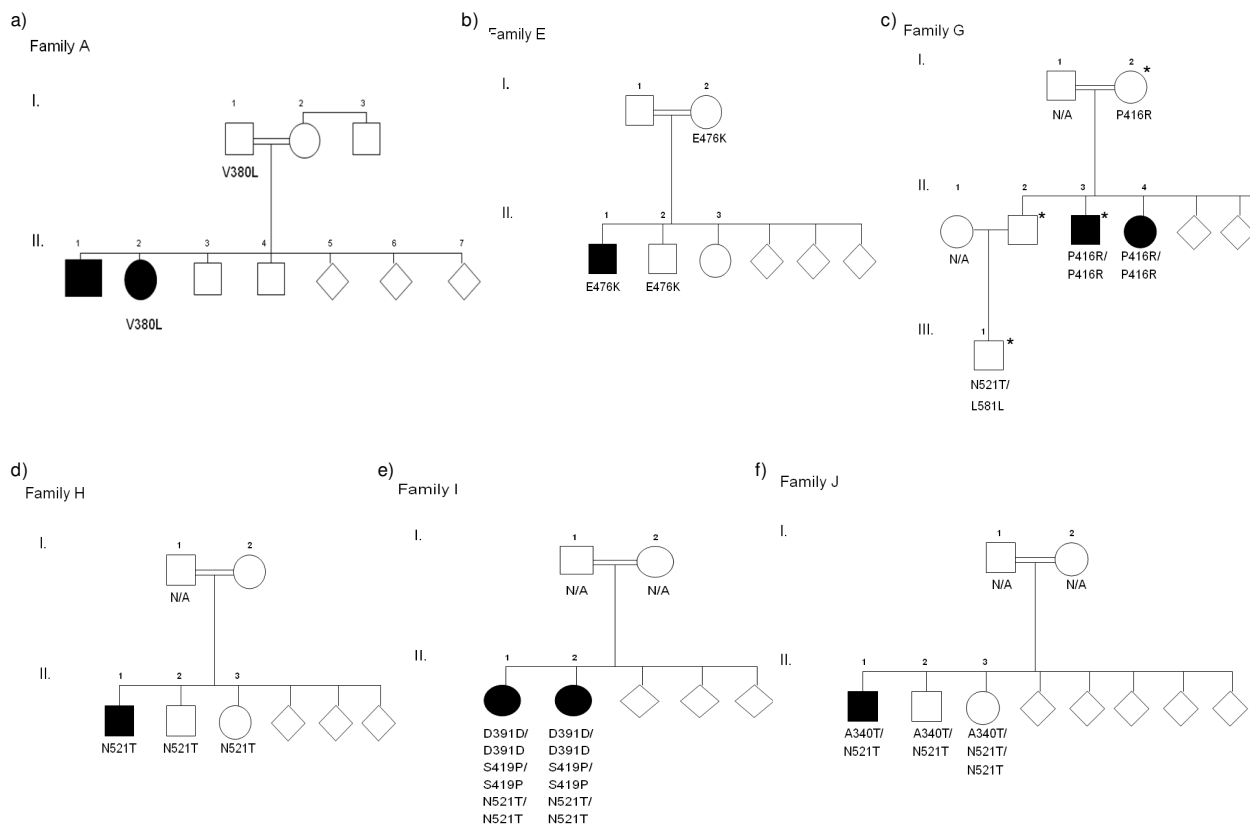 a)
Family A
I.
1 2 3
V380L
II.
1 2 3 4 5 6 7
V380L
b)
Family E
I.
1 2
E476K
II.
1 2 3
E476K E476K
c)
Family G
I.
1 2 *
N/A P416R
II.
1 2 3 4
* *
N/A P416R/ P416R/
P416R P416R
III.
1 *
N521T/
L581L
d)
Family H
I.
1 2
N/A
II.
1 2 3
N521T N521T N521T
e)
Family I
I.
1 2
N/A N/A
II.
1 2
D391D/ D391D/
D391D D391D
S419P/ S419P/
S419P S419P
N521T/ N521T/
N521T N521T
f)
Family J
I.
1 2
N/A N/A
II.
1 2 3
A340T/ A340T/ A340T/
N521T N521T N521T/
N521T